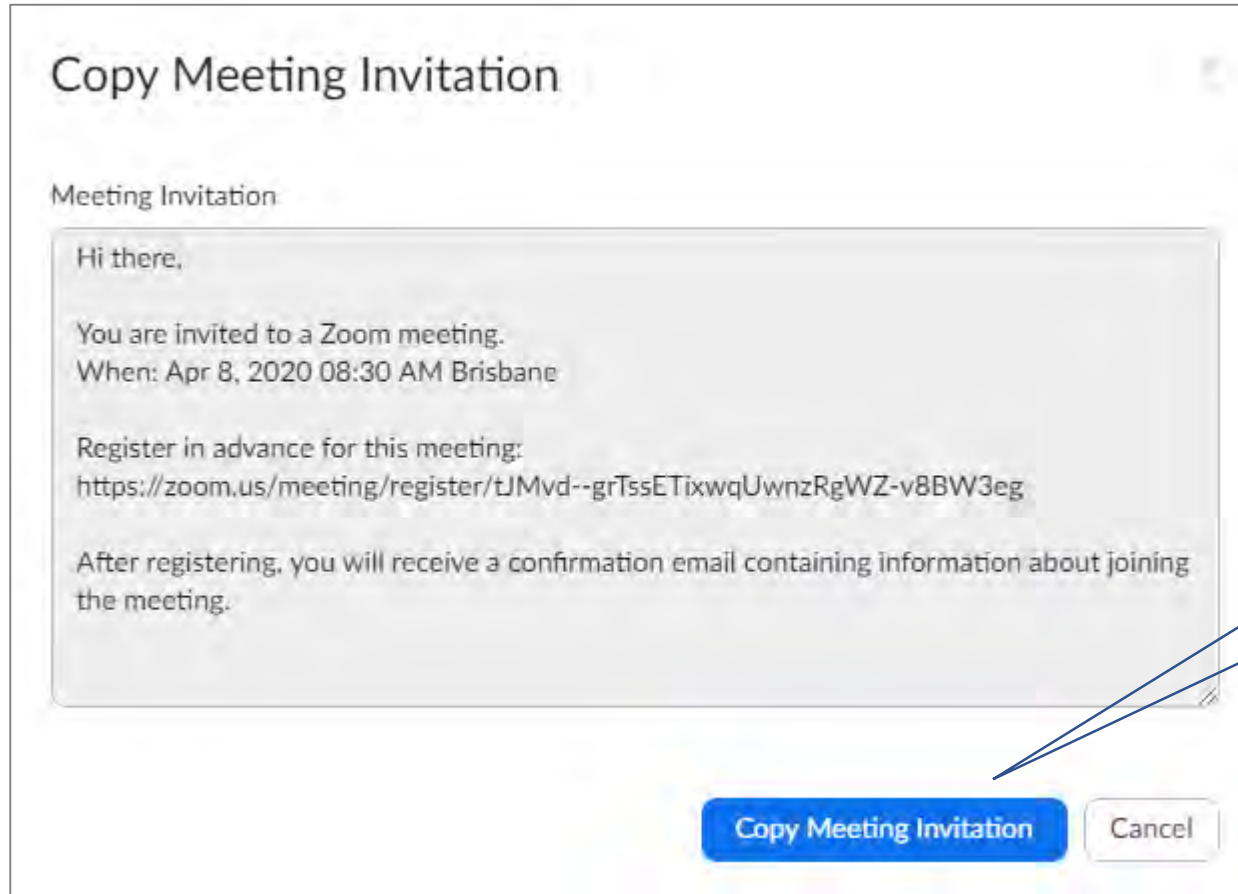 Copy Meeting Invitation
Meeting Invitation
Hi there,
You are invited to a Zoom meeting.
When: Apr 8, 2020 08:30 AM Brisbane
Register in advance for this meeting:
https://zoom.us/meeting/register/tJMvd--grTssETixwqUwnzRgWZ-v8BW3eg
After registering, you will receive a confirmation email containing information about joining
the meeting.
Copy Meeting Invitation
Cancel